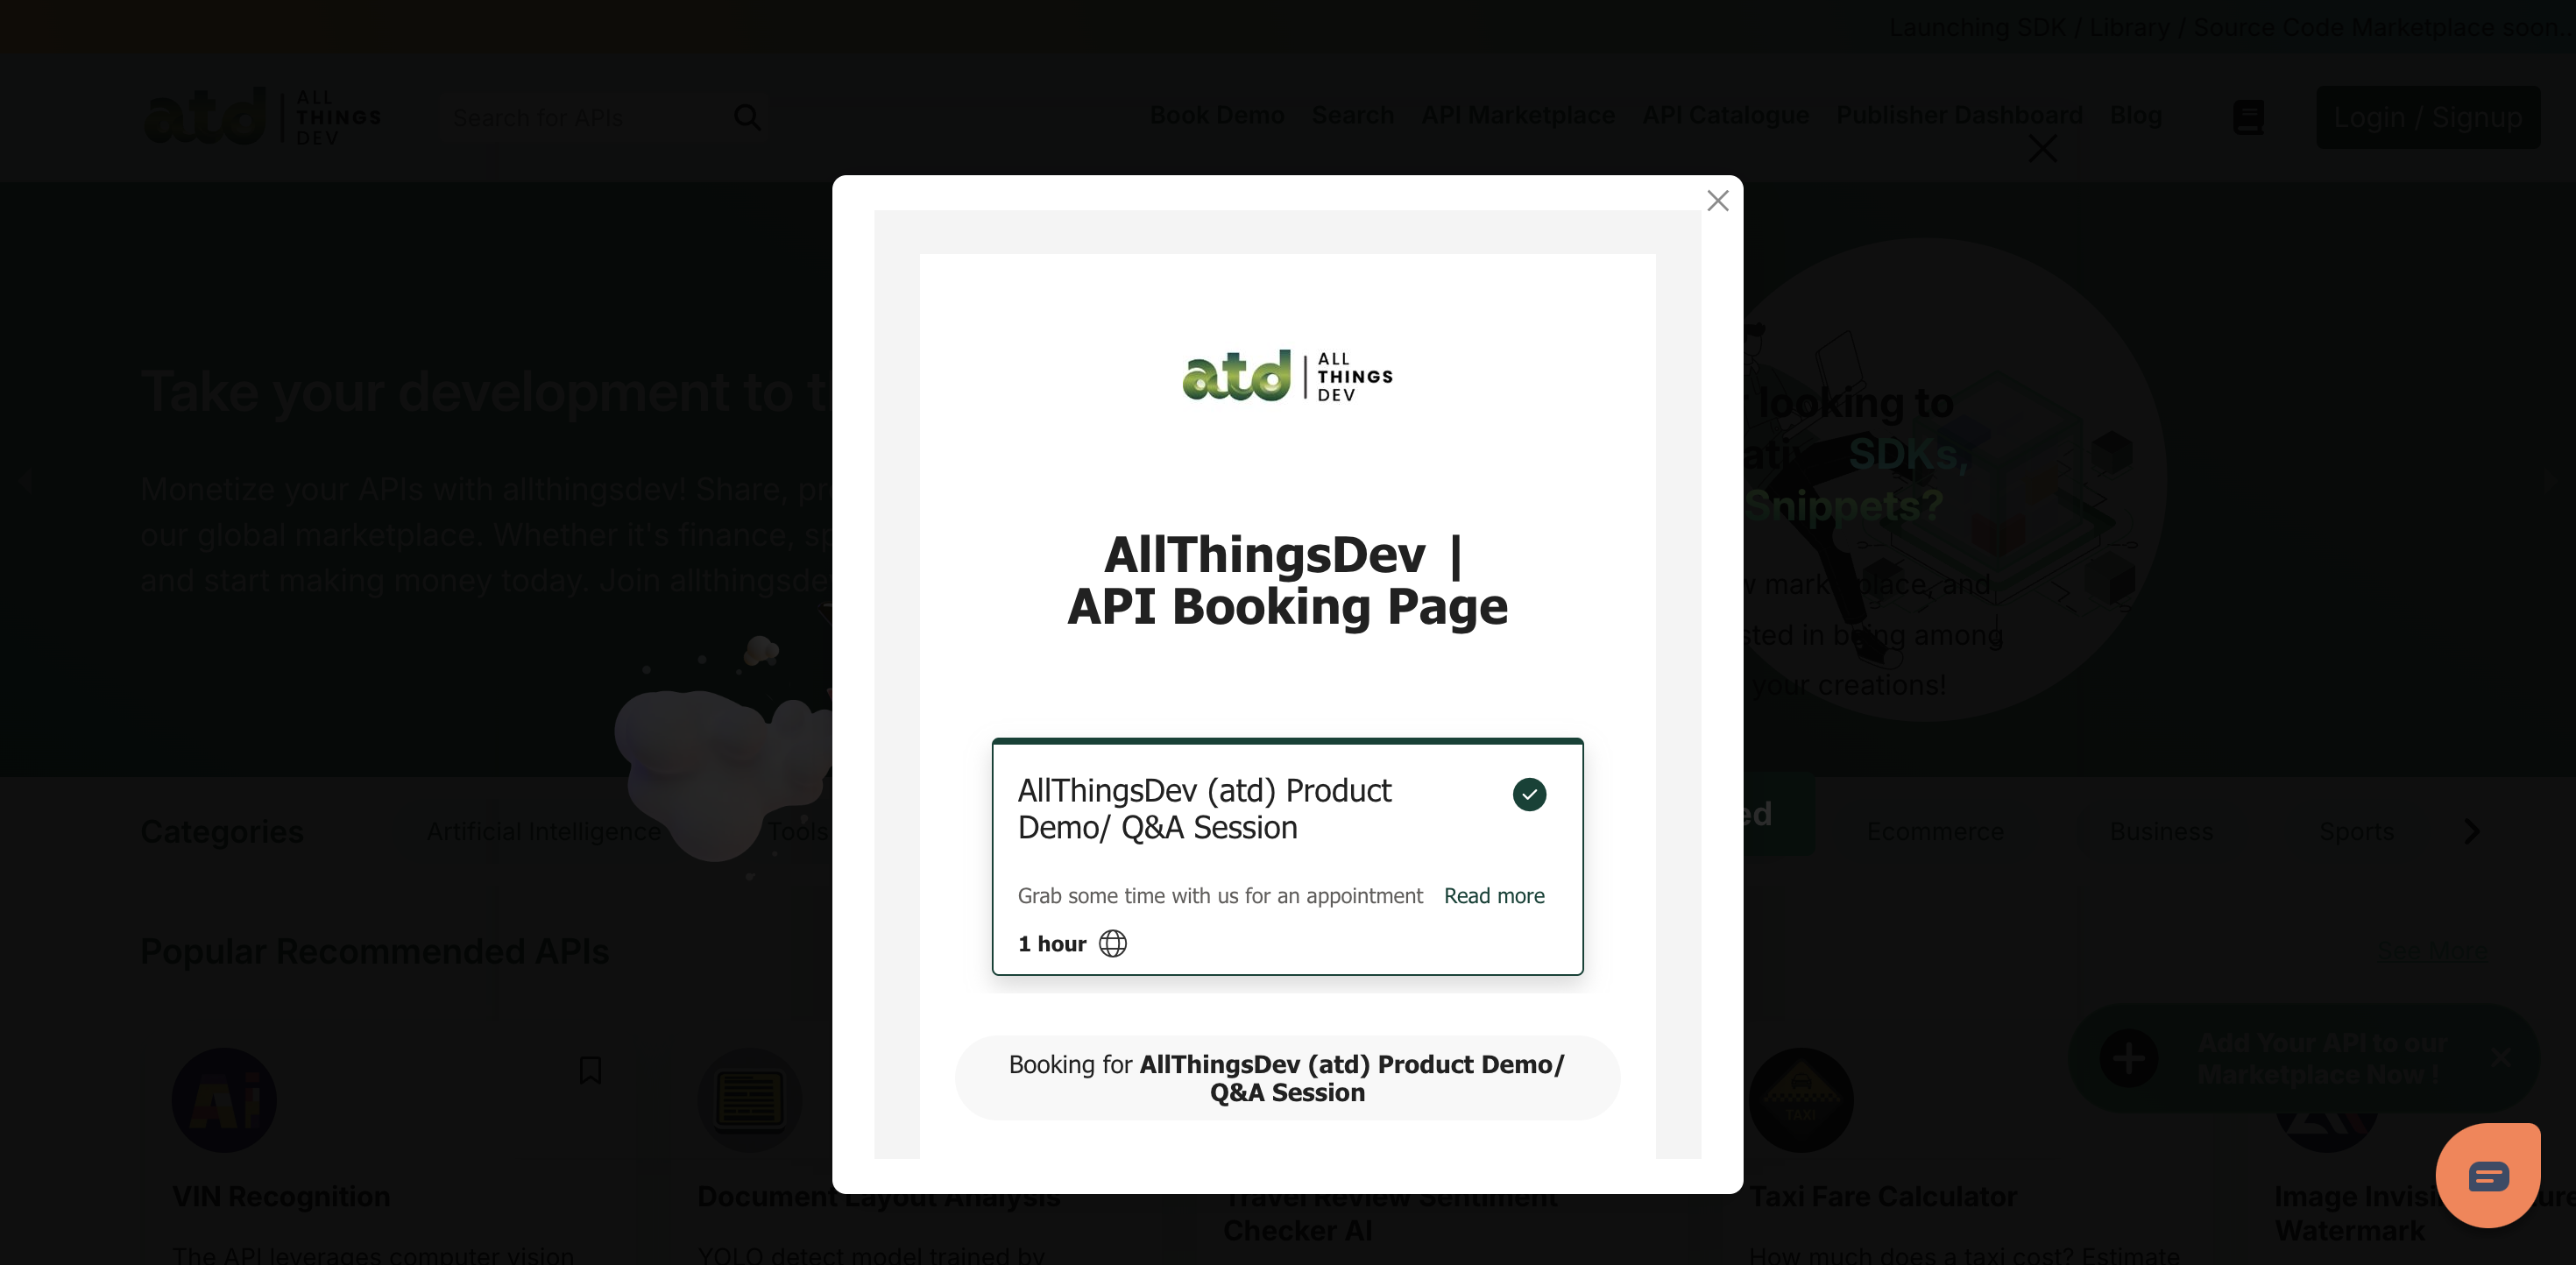 Launching SDK / Library / Source Code Marketplace soon..
atd ALL THINGS DEV
Search for APIs
Book Demo Search API Marketplace API Catalogue Publisher Dashboard Blog
Login / Signup
AllThingsDev |
API Booking Page
atd ALL THINGS DEV
AllThingsDev (atd) Product
Demo/ Q&A Session
Grab some time with us for an appointment Read more
1 hour
Booking for AllThingsDev (atd) Product Demo/
Q&A Session
Take your development to t
Monetize your APIs with allthingsdev! Share, pr
our global marketplace. Whether it's finance, sp
and start making money today. Join allthingsde
looking to
SDKs,
Snippets?
place, and
in being among
your creations!
Categories Artificial Intelligence Tools Ecommerce Business Sports
Popular Recommended APIs
See More
Add Your API to our
Marketplace Now !
Ai
TAXI
VIN Recognition
The API leverages computer vision
Document Layout Analysis
YOLO detect model trained by
Travel Review Sentiment
Checker AI
Taxi Fare Calculator
How much does a taxi cost? Estimate
Image
Watermark